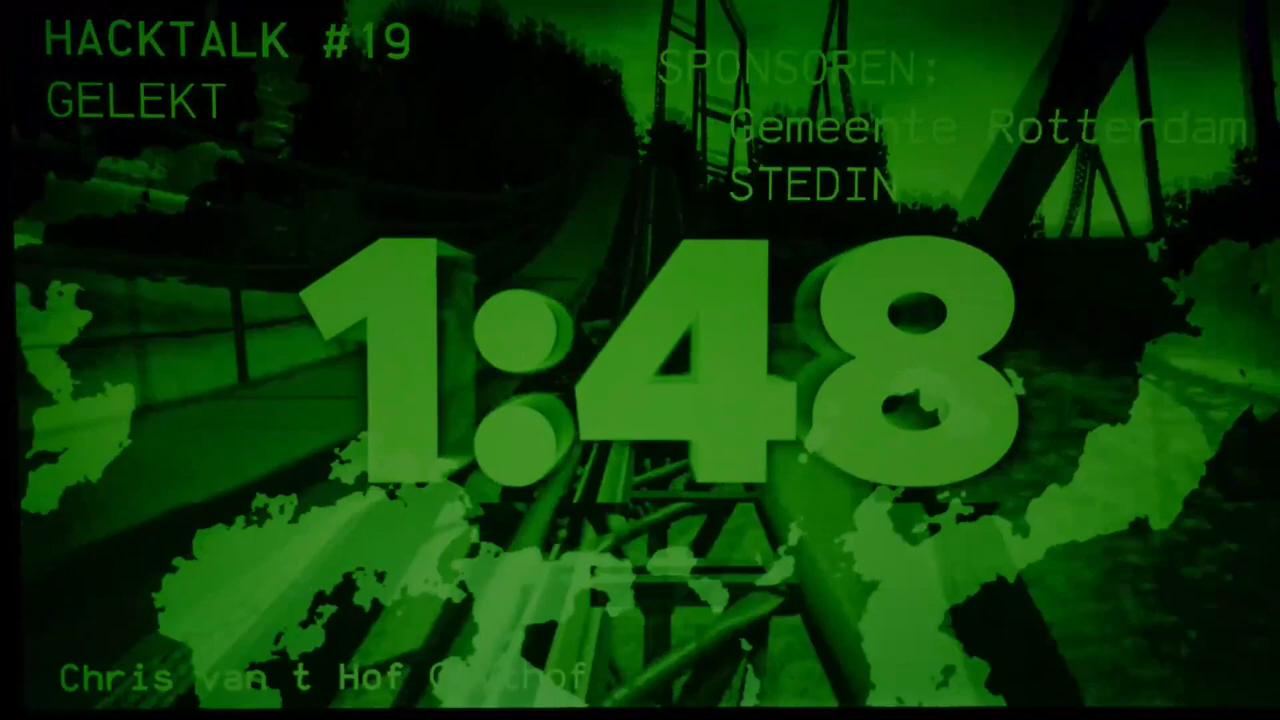 HACKTALK #19
GELEKT
SPONSOREN:
Gemeente Rotterdam
STEDIN
1:48
Chris van t Hof